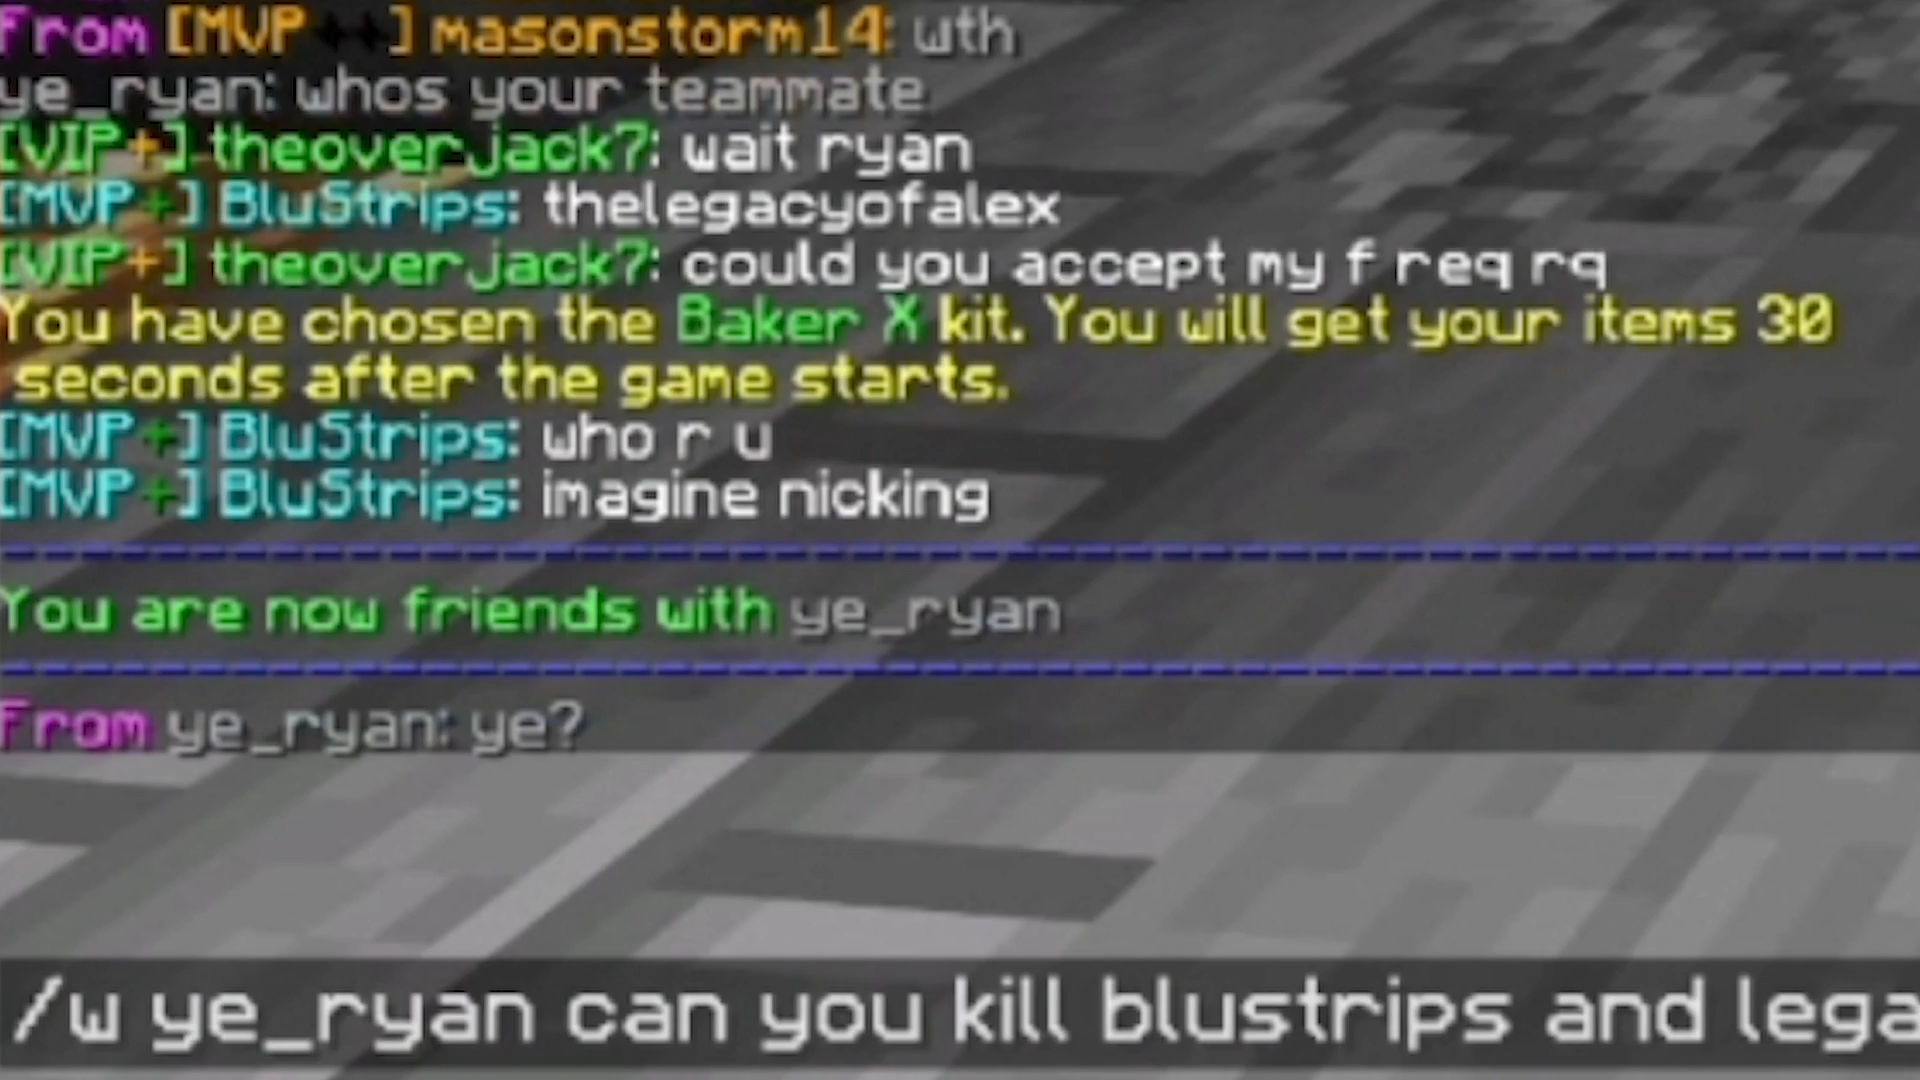 From [MVP++] masonstorm14: wth
ye_ryan: whos your teammate
[VIP+] theoverjack7: wait ryan
[MVP+] BluStrips: thelegacyofalex
[VIP+] theoverjack7: could you accept my f req rq
You have chosen the Baker X kit. You will get your items 30
seconds after the game starts.
[MVP+] BluStrips: who r u
[MVP+] BluStrips: imagine nicking
You are now friends with ye_ryan
From ye_ryan: ye?
/w ye_ryan can you kill blustrips and lega